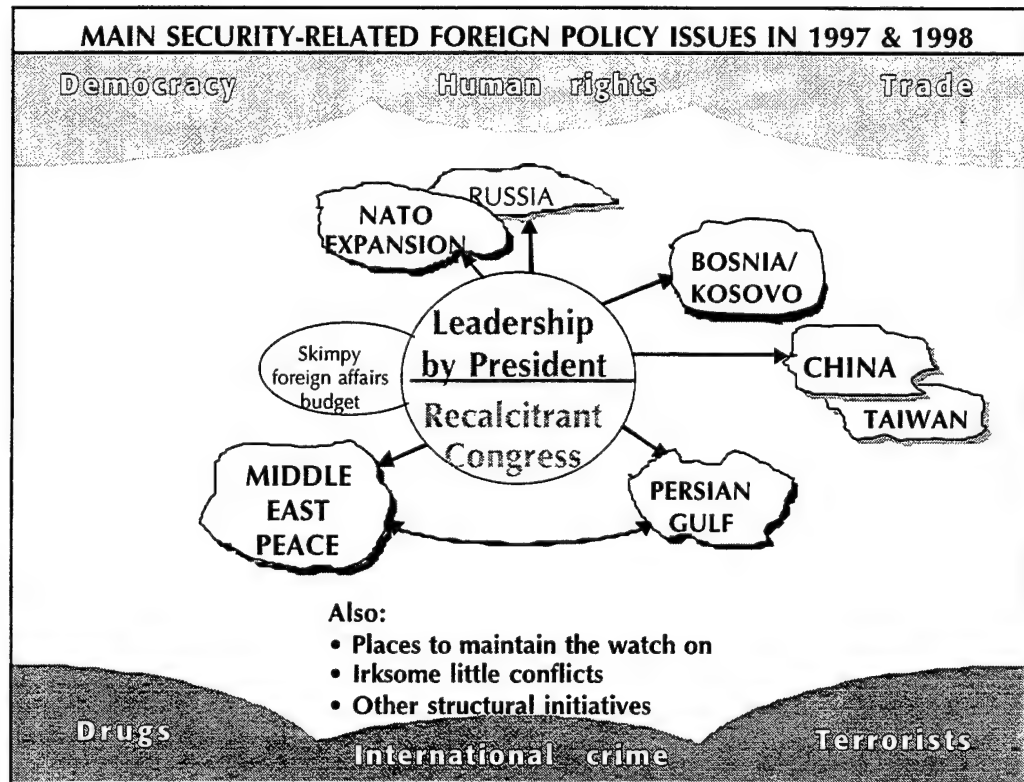 MAIN SECURITY-RELATED FOREIGN POLICY ISSUES IN 1997 & 1998
Democracy
Human rights
Trade
RUSSIA
NATO
EXPANSION
BOSNIA/
KOSOVO
Leadership
by President
Recalcitrant
Congress
Skimpy
foreign affairs
budget
CHINA
TAIWAN
MIDDLE
EAST
PEACE
PERSIAN
GULF
Also:
• Places to maintain the watch on
• Irksome little conflicts
• Other structural initiatives
Drugs
International crime
Terrorists